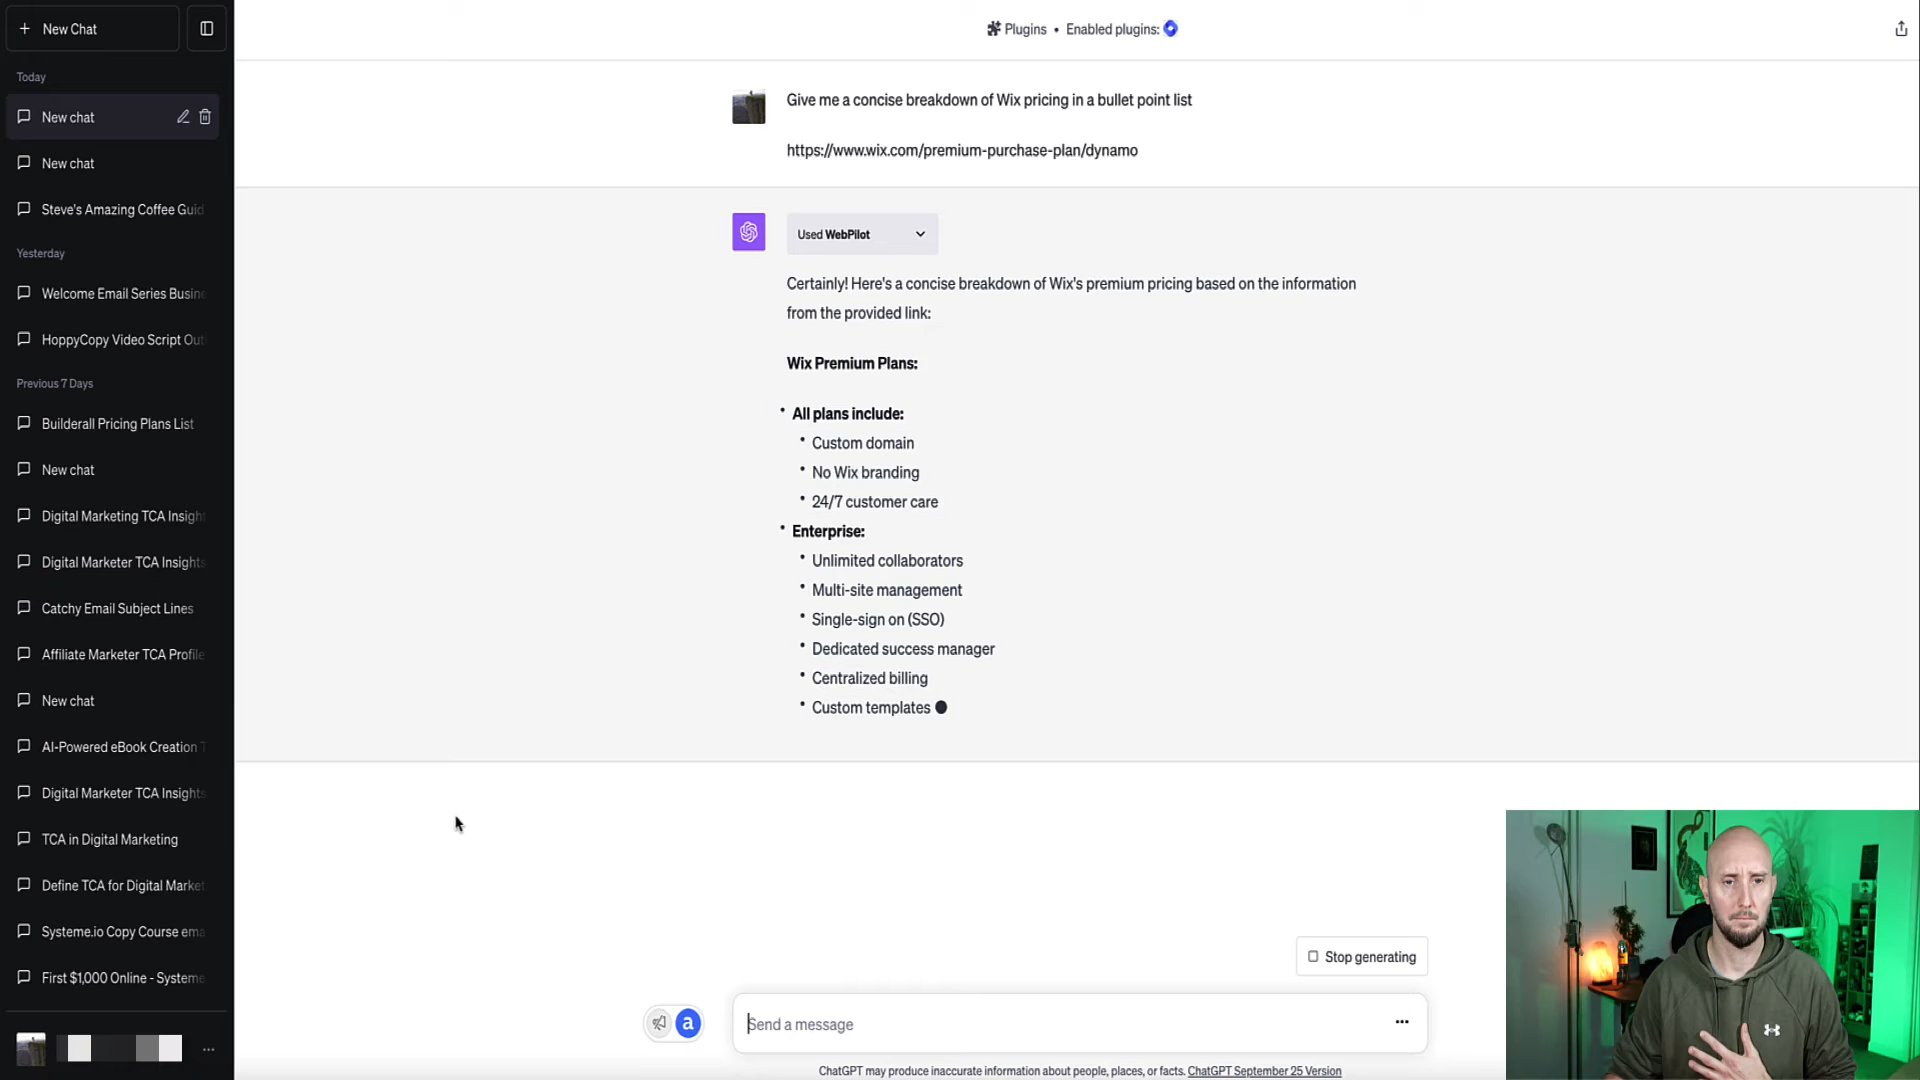 New Chat
Today
New chat
New chat
Steve's Amazing Coffee Guid
Yesterday
Welcome Email Series Busine
HoppyCopy Video Script Out
Previous 7 Days
Builderall Pricing Plans List
New chat
Digital Marketing TCA Insigh
Digital Marketer TCA Insights
Catchy Email Subject Lines
Affiliate Marketer TCA Profile
New chat
AI-Powered eBook Creation T
Digital Marketer TCA Insights
TCA in Digital Marketing
Define TCA for Digital Market
Systeme.io Copy Course ema
First $1,000 Online - Systeme
Plugins • Enabled plugins:
Give me a concise breakdown of Wix pricing in a bullet point list
https://www.wix.com/premium-purchase-plan/dynamo
Used WebPilot
Certainly! Here's a concise breakdown of Wix's premium pricing based on the information
from the provided link:
Wix Premium Plans:
• All plans include:
• Custom domain
• No Wix branding
• 24/7 customer care
• Enterprise:
• Unlimited collaborators
• Multi-site management
• Single-sign on (SSO)
• Dedicated success manager
• Centralized billing
• Custom templates
Stop generating
a
Send a message
ChatGPT may produce inaccurate information about people, places, or facts. ChatGPT September 25 Version